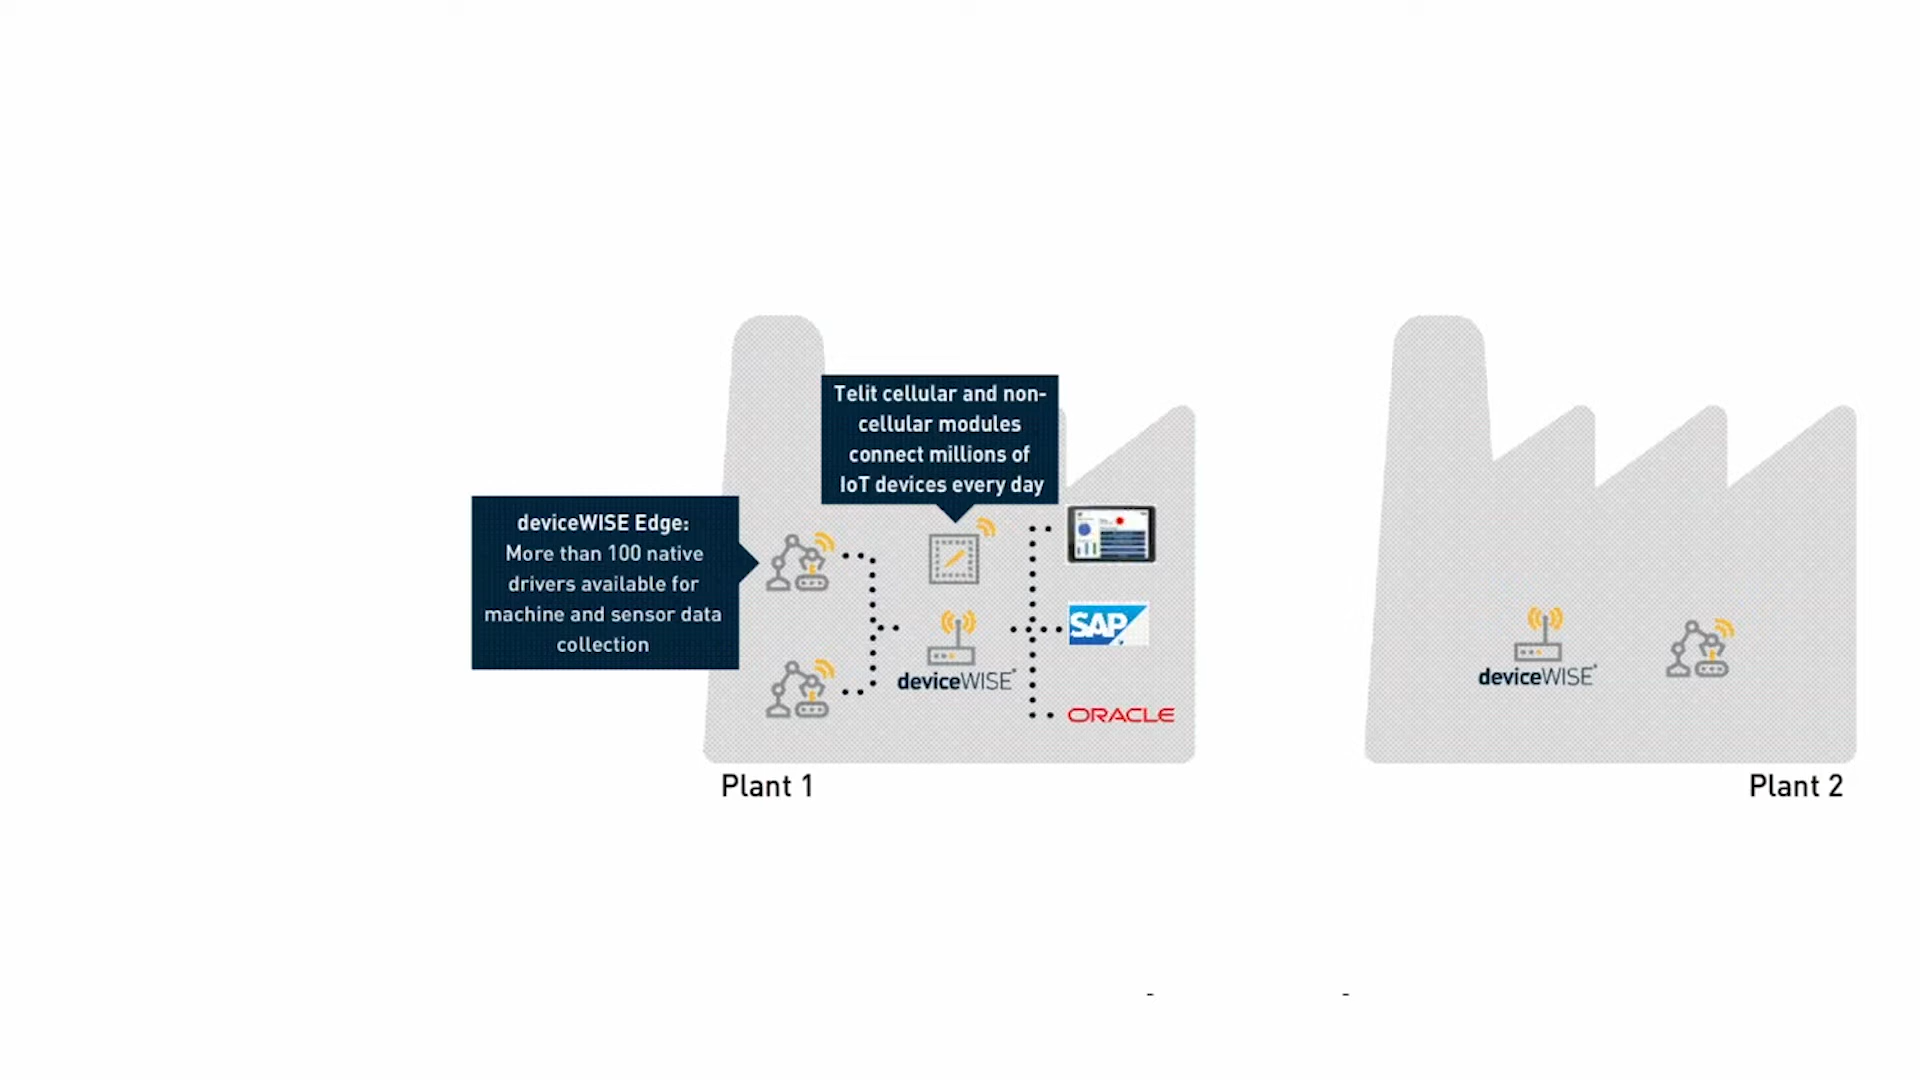 Telit cellular and non-
cellular modules
connect millions of
IoT devices every day
deviceWISE Edge:
More than 100 native
drivers available for
machine and sensor data
collection
SAP
deviceWISE®
ORACLE
deviceWISE®
Plant 1
Plant 2